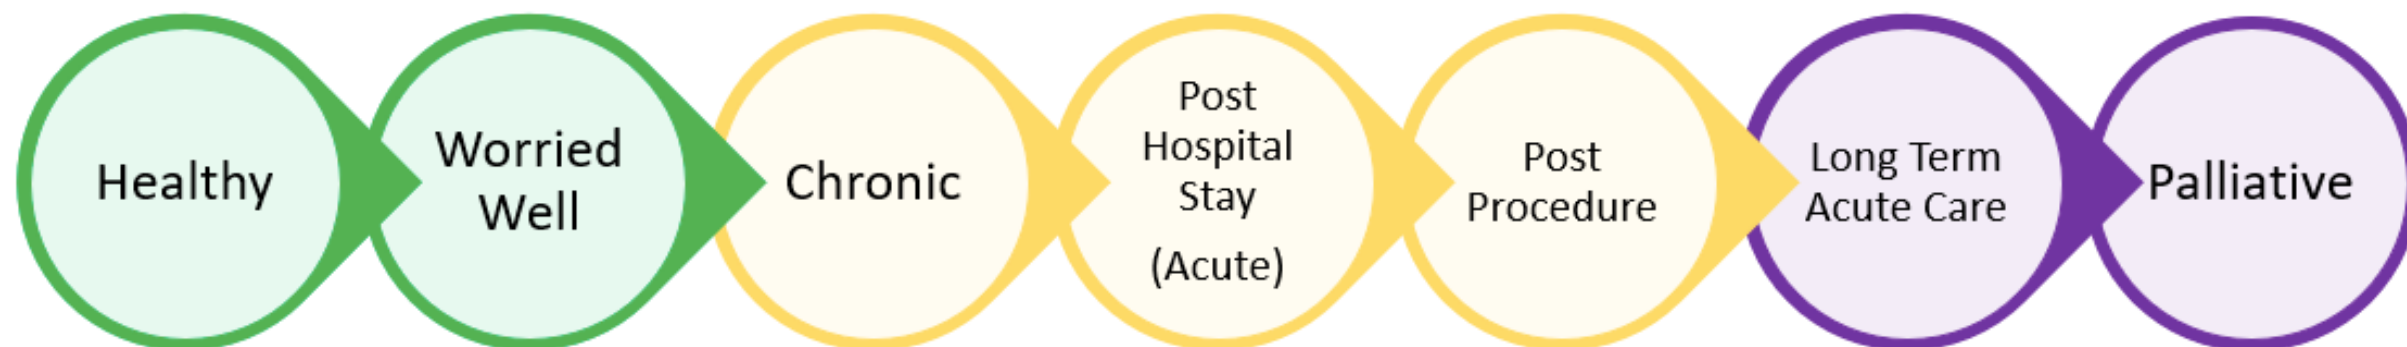 Healthy
Worried
Well
Chronic
Post
Hospital
Stay
(Acute)
Post
Procedure
Long Term
Acute Care
Palliative